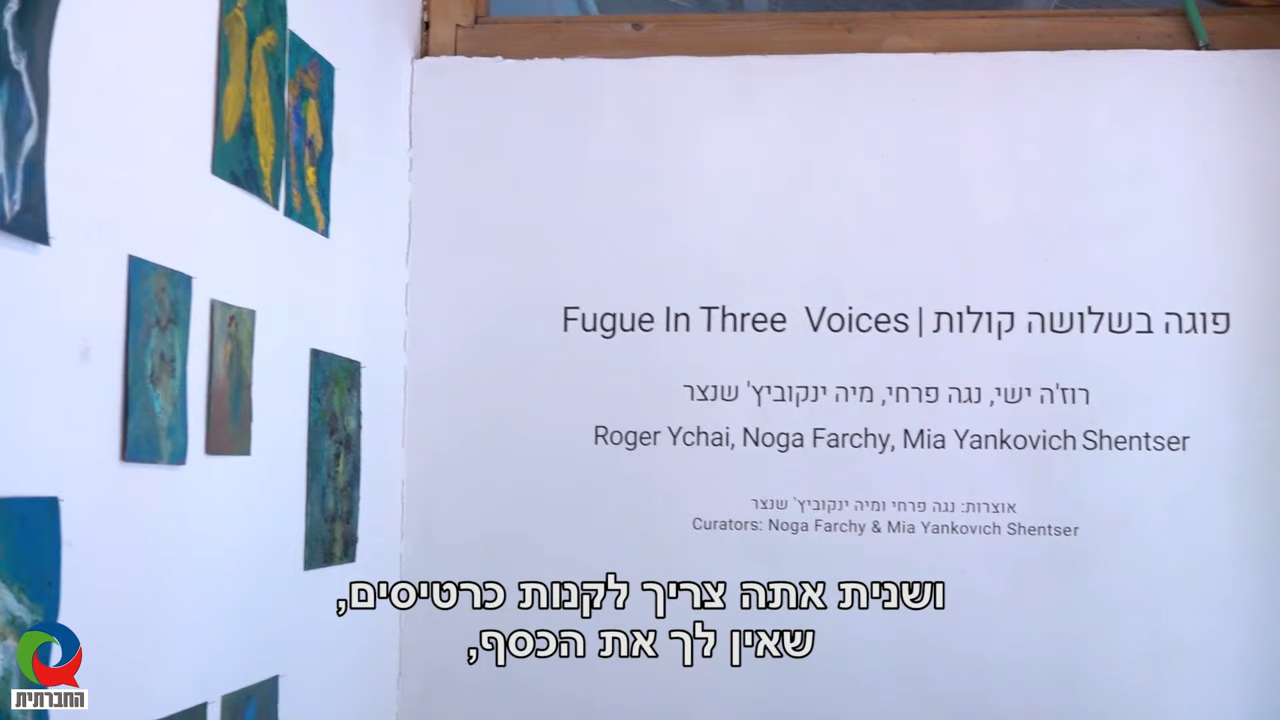 Fugue In Three Voices | פוגה בשלושה קולות
רוז'ה ישי, נגה פרחי, מיה ינקוביץ' שנצר
Roger Ychai, Noga Farchy, Mia Yankovich Shentser
אוצרות: נגה פרחי ומיה ינקוביץ' שנצר
Curators: Noga Farchy & Mia Yankovich Shentser
ושנית אתה צריך לקנות כרטיסים,
שאין לך את הכסף,
החברתית